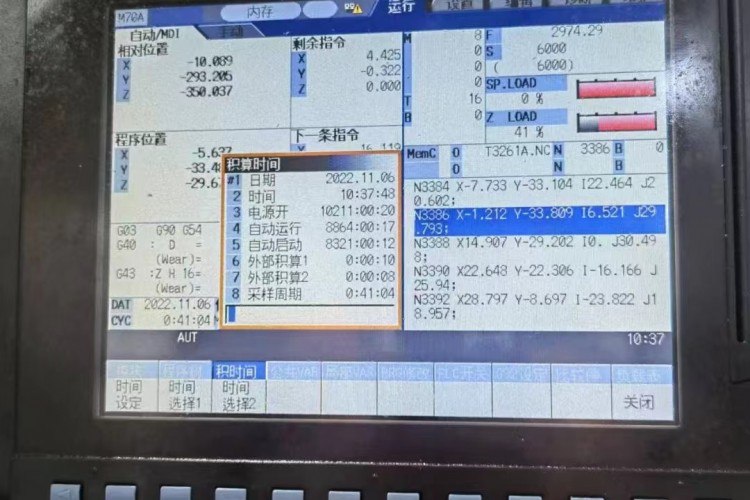 M70A 内存 运行
自动/MDI 手动
相对位置
X -10.089
Y -293.205
Z -350.037
剩余指令
X 4.425
Y -0.322
Z 0.000
M 8
0
0
0
T 16
B 0
F 2974.29
S 6000
( 6000)
SP.LOAD
0 %
Z LOAD
41 %
程序位置
X -5.637
Y
Z
下一条指令
MemC O T3261A.NC N 3386 B 0
O N B
G03 G90 G54
G40 : D =
(Wear)=
G43 :Z H 16=
(Wear)=
DAT 2022.11.06
CYC 0:41:04
积算时间
#1 日期 2022.11.06
2 时间 10:37:48
3 电源开 10211:00:20
4 自动运行 8864:00:17
5 自动启动 8321:00:12
6 外部积算1 0:00:10
7 外部积算2 0:00:08
8 采样周期 0:41:04
N3384 X-7.733 Y-33.104 I22.464 J2
0.602;
N3386 X-1.212 Y-33.809 I6.521 J29
.793;
N3388 X14.907 Y-29.202 I0. J30.49
8;
N3390 X22.648 Y-22.306 I-16.166 J
25.94;
N3392 X28.797 Y-8.697 I-23.822 J1
8.957;
AUT 10:37
积时间
时间
设定
时间
选择1
时间
选择2
关闭